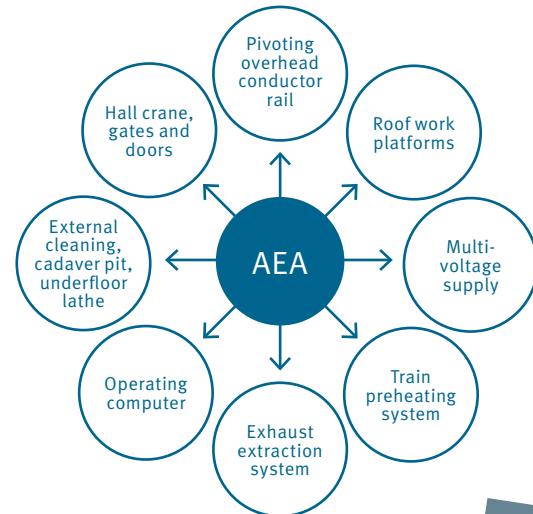 Pivoting
overhead
conductor
rail
Hall crane,
gates and
doors
Roof work
platforms
External
cleaning,
cadaver pit,
underfloor
lathe
AEA
Multi-
voltage
supply
Operating
computer
Train
preheating
system
Exhaust
extraction
system